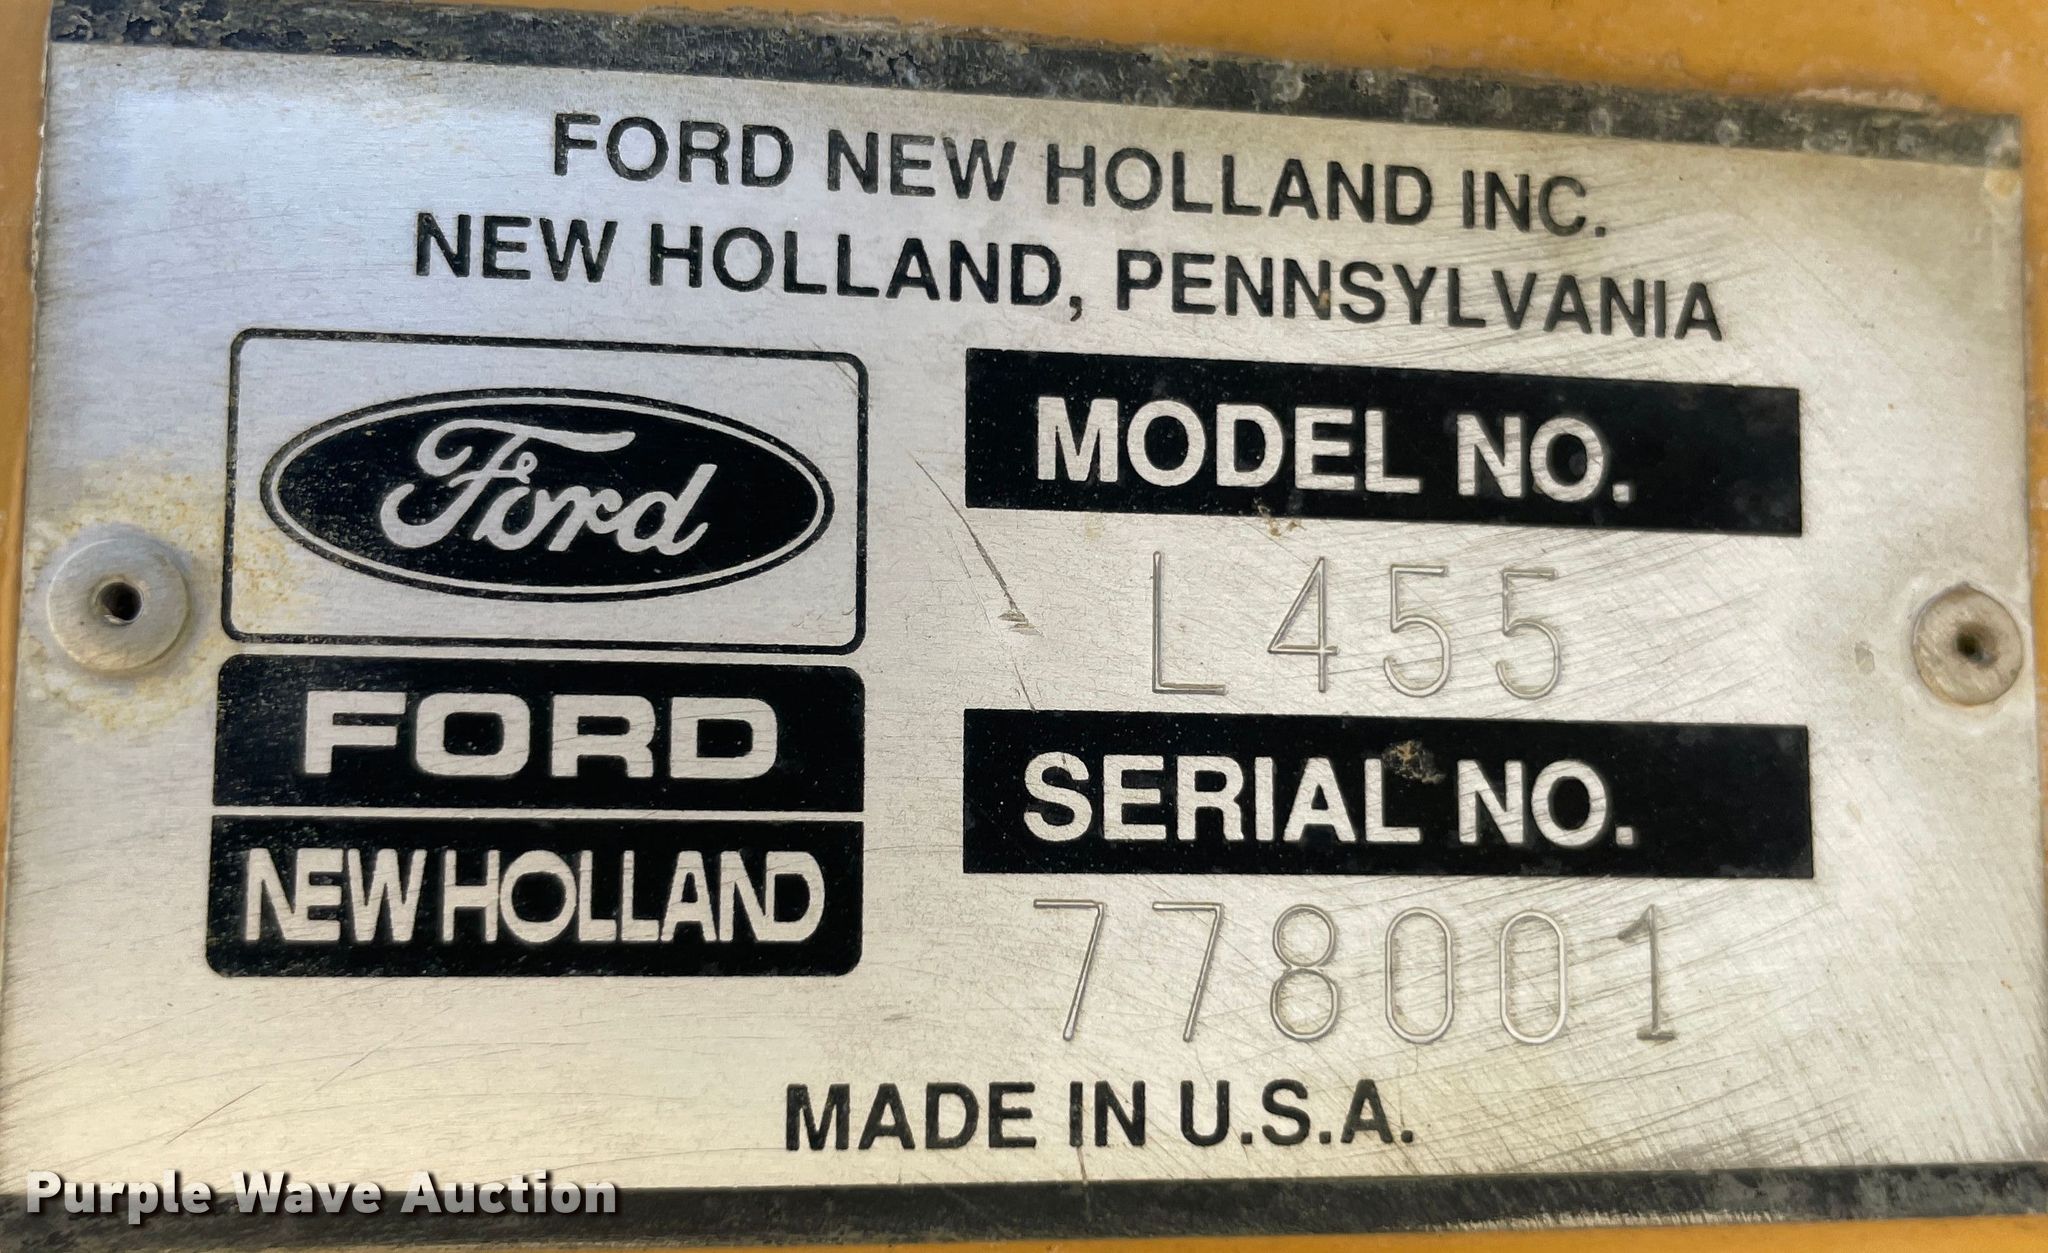 FORD NEW HOLLAND INC.
NEW HOLLAND, PENNSYLVANIA
Ford
FORD
NEW HOLLAND
MODEL NO.
L455
SERIAL NO.
778001
MADE IN U.S.A.
Purple Wave Auction